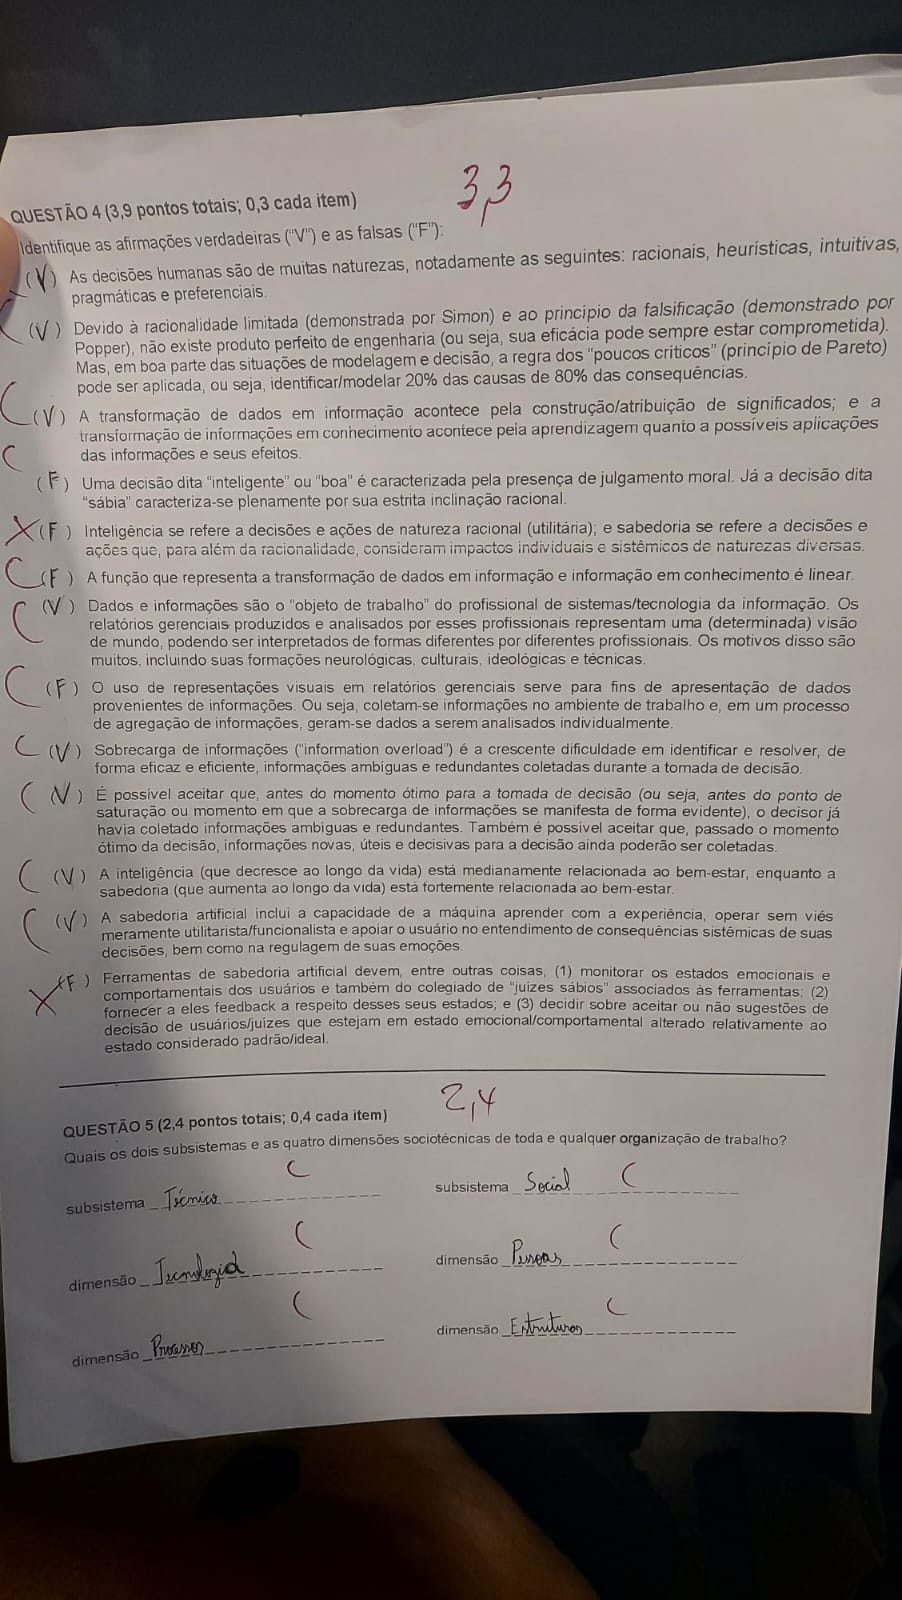 3,3
QUESTÃO 4 (3,9 pontos totais; 0,3 cada item)
Identifique as afirmações verdadeiras ("V") e as falsas ("F"):
(V) As decisões humanas são de muitas naturezas, notadamente as seguintes: racionais, heurísticas, intuitivas,
pragmáticas e preferenciais.
(V) Devido à racionalidade limitada (demonstrada por Simon) e ao princípio da falsificação (demonstrado por
Popper), não existe produto perfeito de engenharia (ou seja, sua eficácia pode sempre estar comprometida).
Mas, em boa parte das situações de modelagem e decisão, a regra dos "poucos críticos" (princípio de Pareto)
pode ser aplicada, ou seja, identificar/modelar 20% das causas de 80% das consequências.
C (V) A transformação de dados em informação acontece pela construção/atribuição de significados; e a
transformação de informações em conhecimento acontece pela aprendizagem quanto a possíveis aplicações
C das informações e seus efeitos.
(F) Uma decisão dita "inteligente" ou "boa" é caracterizada pela presença de julgamento moral. Já a decisão dita
"sábia" caracteriza-se plenamente por sua estrita inclinação racional.
X (F) Inteligência se refere a decisões e ações de natureza racional (utilitária); e sabedoria se refere a decisões e
ações que, para além da racionalidade, consideram impactos individuais e sistêmicos de naturezas diversas.
C (F) A função que representa a transformação de dados em informação e informação em conhecimento é linear.
C (V) Dados e informações são o "objeto de trabalho" do profissional de sistemas/tecnologia da informação. Os
relatórios gerenciais produzidos e analisados por esses profissionais representam uma (determinada) visão
de mundo, podendo ser interpretados de formas diferentes por diferentes profissionais. Os motivos disso são
muitos, incluindo suas formações neurológicas, culturais, ideológicas e técnicas.
C (F) O uso de representações visuais em relatórios gerenciais serve para fins de apresentação de dados
provenientes de informações. Ou seja, coletam-se informações no ambiente de trabalho e, em um processo
de agregação de informações, geram-se dados a serem analisados individualmente.
C (V) Sobrecarga de informações ("information overload") é a crescente dificuldade em identificar e resolver, de
forma eficaz e eficiente, informações ambíguas e redundantes coletadas durante a tomada de decisão.
C (V) É possível aceitar que, antes do momento ótimo para a tomada de decisão (ou seja, antes do ponto de
saturação ou momento em que a sobrecarga de informações se manifesta de forma evidente), o decisor já
havia coletado informações ambíguas e redundantes. Também é possível aceitar que, passado o momento
ótimo da decisão, informações novas, úteis e decisivas para a decisão ainda poderão ser coletadas.
C (V) A inteligência (que decresce ao longo da vida) está medianamente relacionada ao bem-estar, enquanto a
sabedoria (que aumenta ao longo da vida) está fortemente relacionada ao bem-estar.
C (V) A sabedoria artificial inclui a capacidade de a máquina aprender com a experiência, operar sem viés
meramente utilitarista/funcionalista e apoiar o usuário no entendimento de consequências sistêmicas de suas
decisões, bem como na regulagem de suas emoções.
X (F) Ferramentas de sabedoria artificial devem, entre outras coisas, (1) monitorar os estados emocionais e
comportamentais dos usuários e também do colegiado de "juízes sábios" associados às ferramentas; (2)
fornecer a eles feedback a respeito desses seus estados; e (3) decidir sobre aceitar ou não sugestões de
decisão de usuários/juízes que estejam em estado emocional/comportamental alterado relativamente ao
estado considerado padrão/ideal.
2,4
QUESTÃO 5 (2,4 pontos totais; 0,4 cada item)
Quais os dois subsistemas e as quatro dimensões sociotécnicas de toda e qualquer organização de trabalho?
subsistema Técnico C subsistema Social C
dimensão Tecnologia C dimensão Pessoas C
dimensão Processos C dimensão Estruturas C